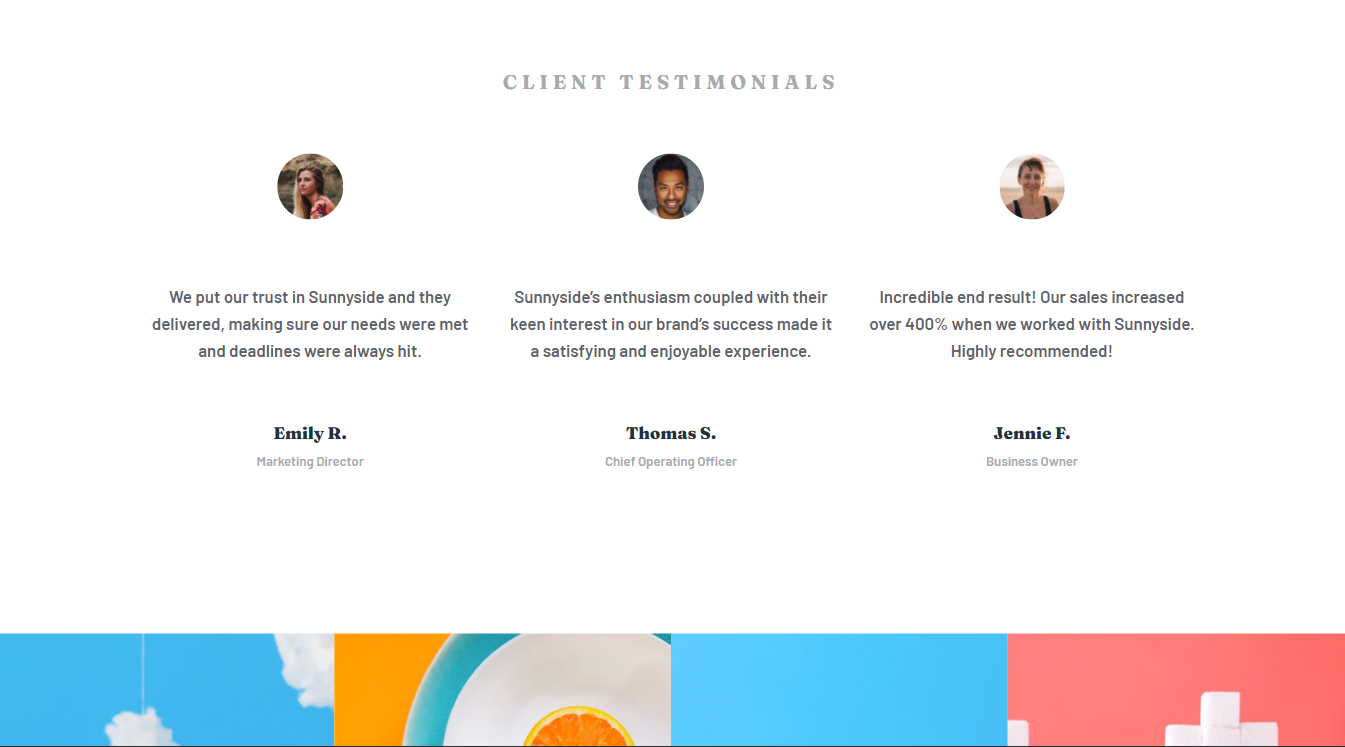 CLIENT TESTIMONIALS
We put our trust in Sunnyside and they
delivered, making sure our needs were met
and deadlines were always hit.
Emily R.
Marketing Director
Sunnyside’s enthusiasm coupled with their
keen interest in our brand’s success made it
a satisfying and enjoyable experience.
Thomas S.
Chief Operating Officer
Incredible end result! Our sales increased
over 400% when we worked with Sunnyside.
Highly recommended!
Jennie F.
Business Owner